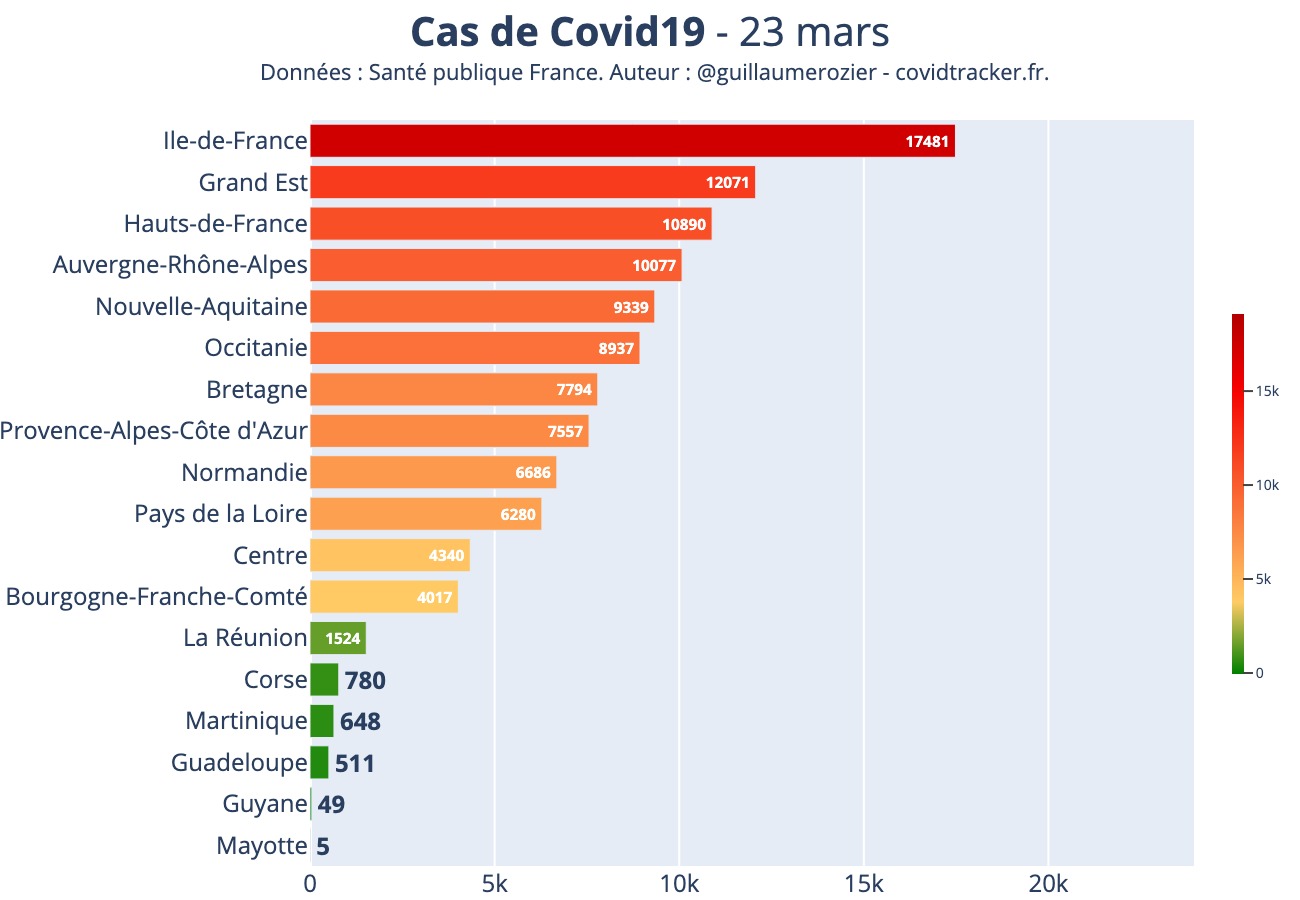 Cas de Covid19 - 23 mars
Données : Santé publique France. Auteur : @guillaumerozier - covidtracker.fr.
Ile-de-France 17481
Grand Est 12071
Hauts-de-France 10890
Auvergne-Rhône-Alpes 10077
Nouvelle-Aquitaine 9339
Occitanie 8937
Bretagne 7794
Provence-Alpes-Côte d'Azur 7557
Normandie 6686
Pays de la Loire 6280
Centre 4340
Bourgogne-Franche-Comté 4017
La Réunion 1524
Corse 780
Martinique 648
Guadeloupe 511
Guyane 49
Mayotte 5
0 5k 10k 15k 20k
15k
10k
5k
0